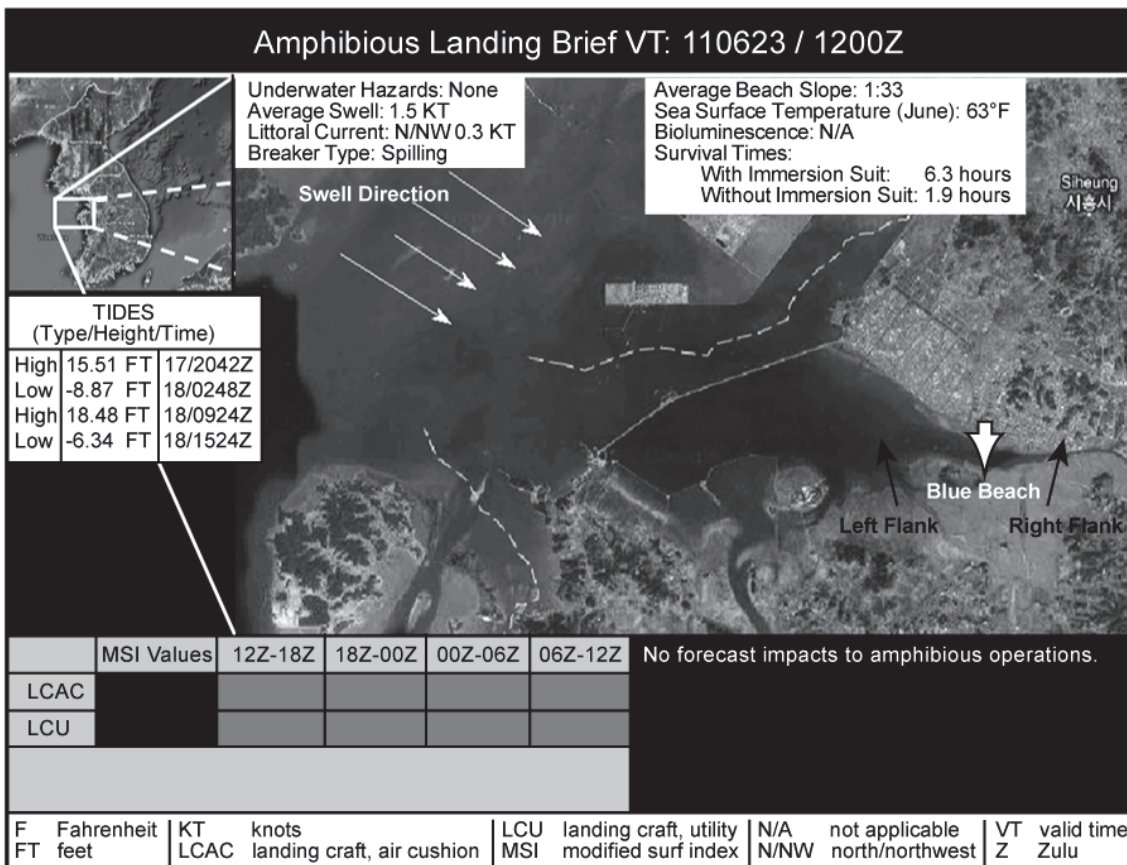 Amphibious Landing Brief VT: 110623 / 1200Z
Underwater Hazards: None
Average Swell: 1.5 KT
Littoral Current: N/NW 0.3 KT
Breaker Type: Spilling
Average Beach Slope: 1:33
Sea Surface Temperature (June): 63°F
Bioluminescence: N/A
Survival Times:
With Immersion Suit: 6.3 hours
Without Immersion Suit: 1.9 hours
Swell Direction
Siheung
시흥시
TIDES
(Type/Height/Time)
High 15.51 FT 17/2042Z
Low -8.87 FT 18/0248Z
High 18.48 FT 18/0924Z
Low -6.34 FT 18/1524Z
Blue Beach
Left Flank Right Flank
MSI Values 12Z-18Z 18Z-00Z 00Z-06Z 06Z-12Z
No forecast impacts to amphibious operations.
LCAC
LCU
F Fahrenheit KT knots LCU landing craft, utility N/A not applicable VT valid time
FT feet LCAC landing craft, air cushion MSI modified surf index N/NW north/northwest Z Zulu